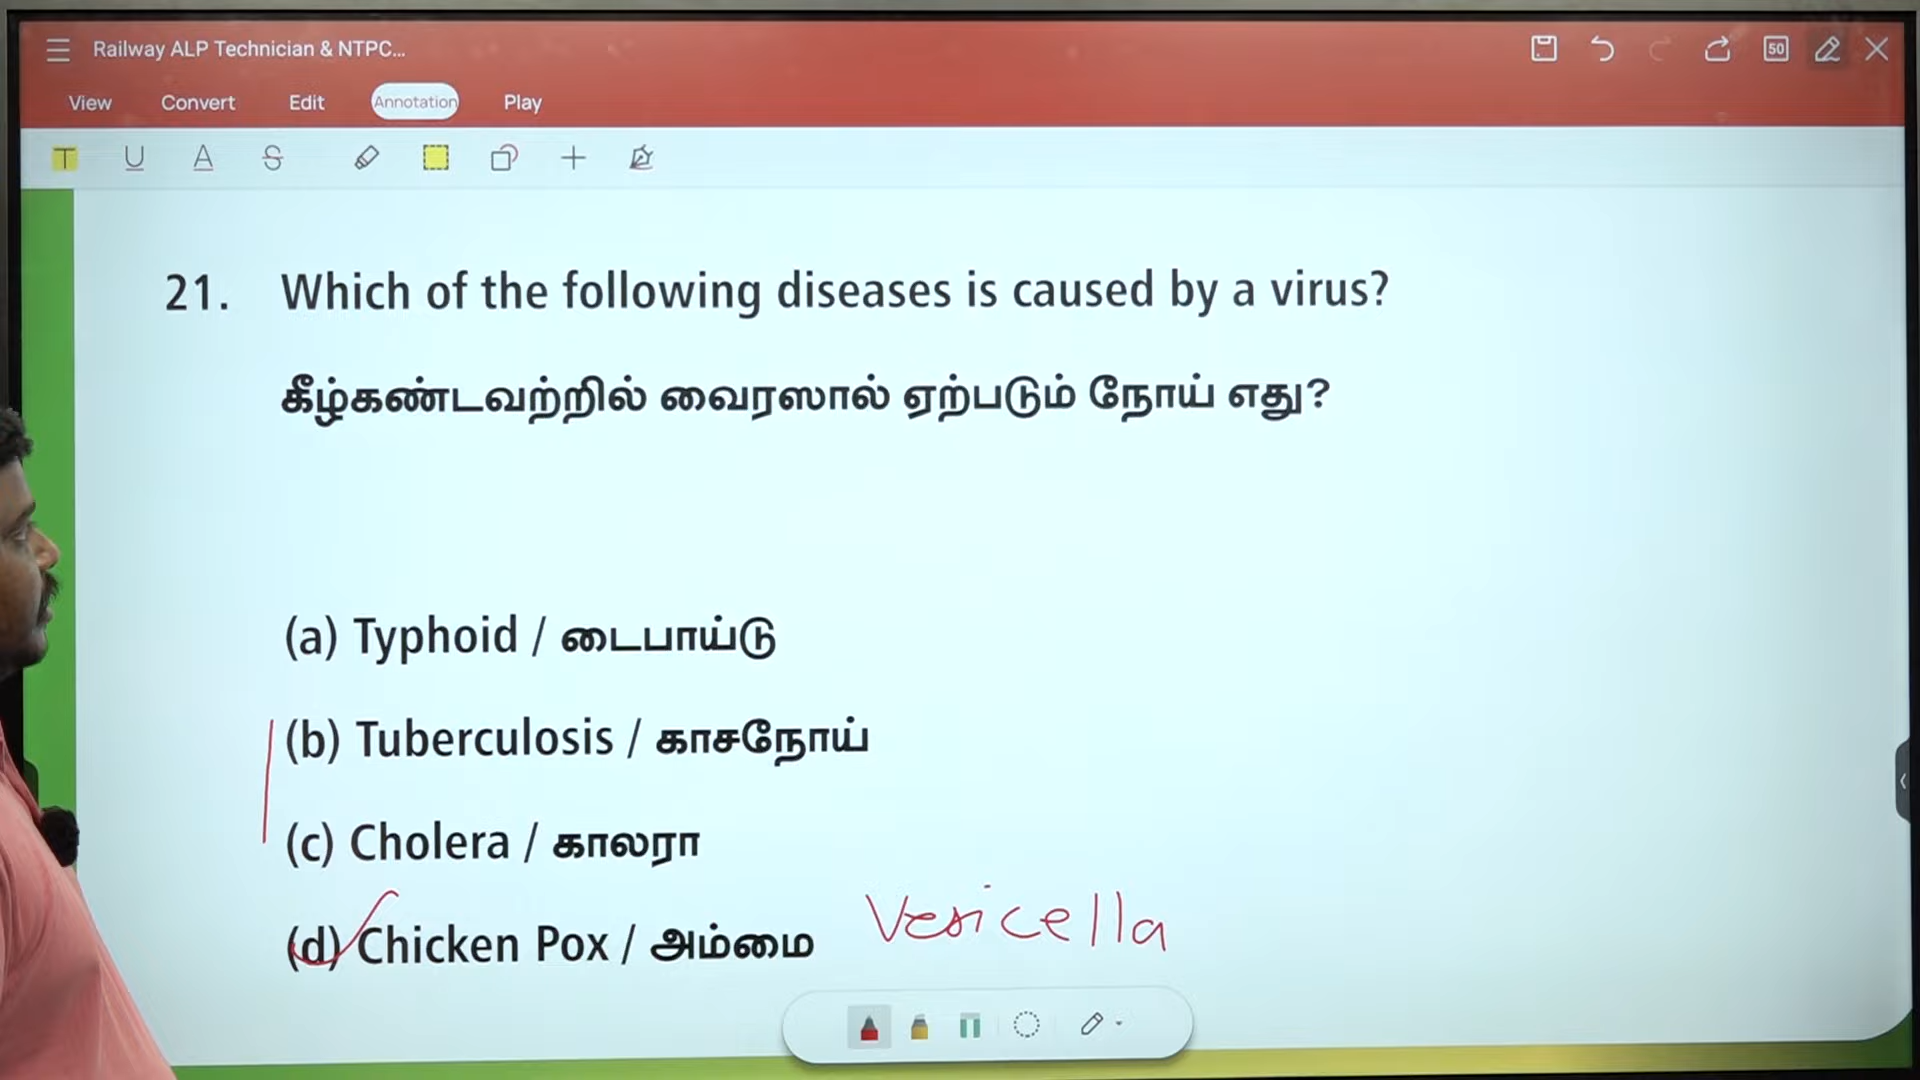 Railway ALP Technician & NTPC...
50
View Convert Edit Annotation Play
T U A S
21. Which of the following diseases is caused by a virus?
கீழ்கண்டவற்றில் வைரஸால் ஏற்படும் நோய் எது?
(a) Typhoid / டைபாய்டு
(b) Tuberculosis / காசநோய்
(c) Cholera / காலரா
(d) Chicken Pox / அம்மை Vericella